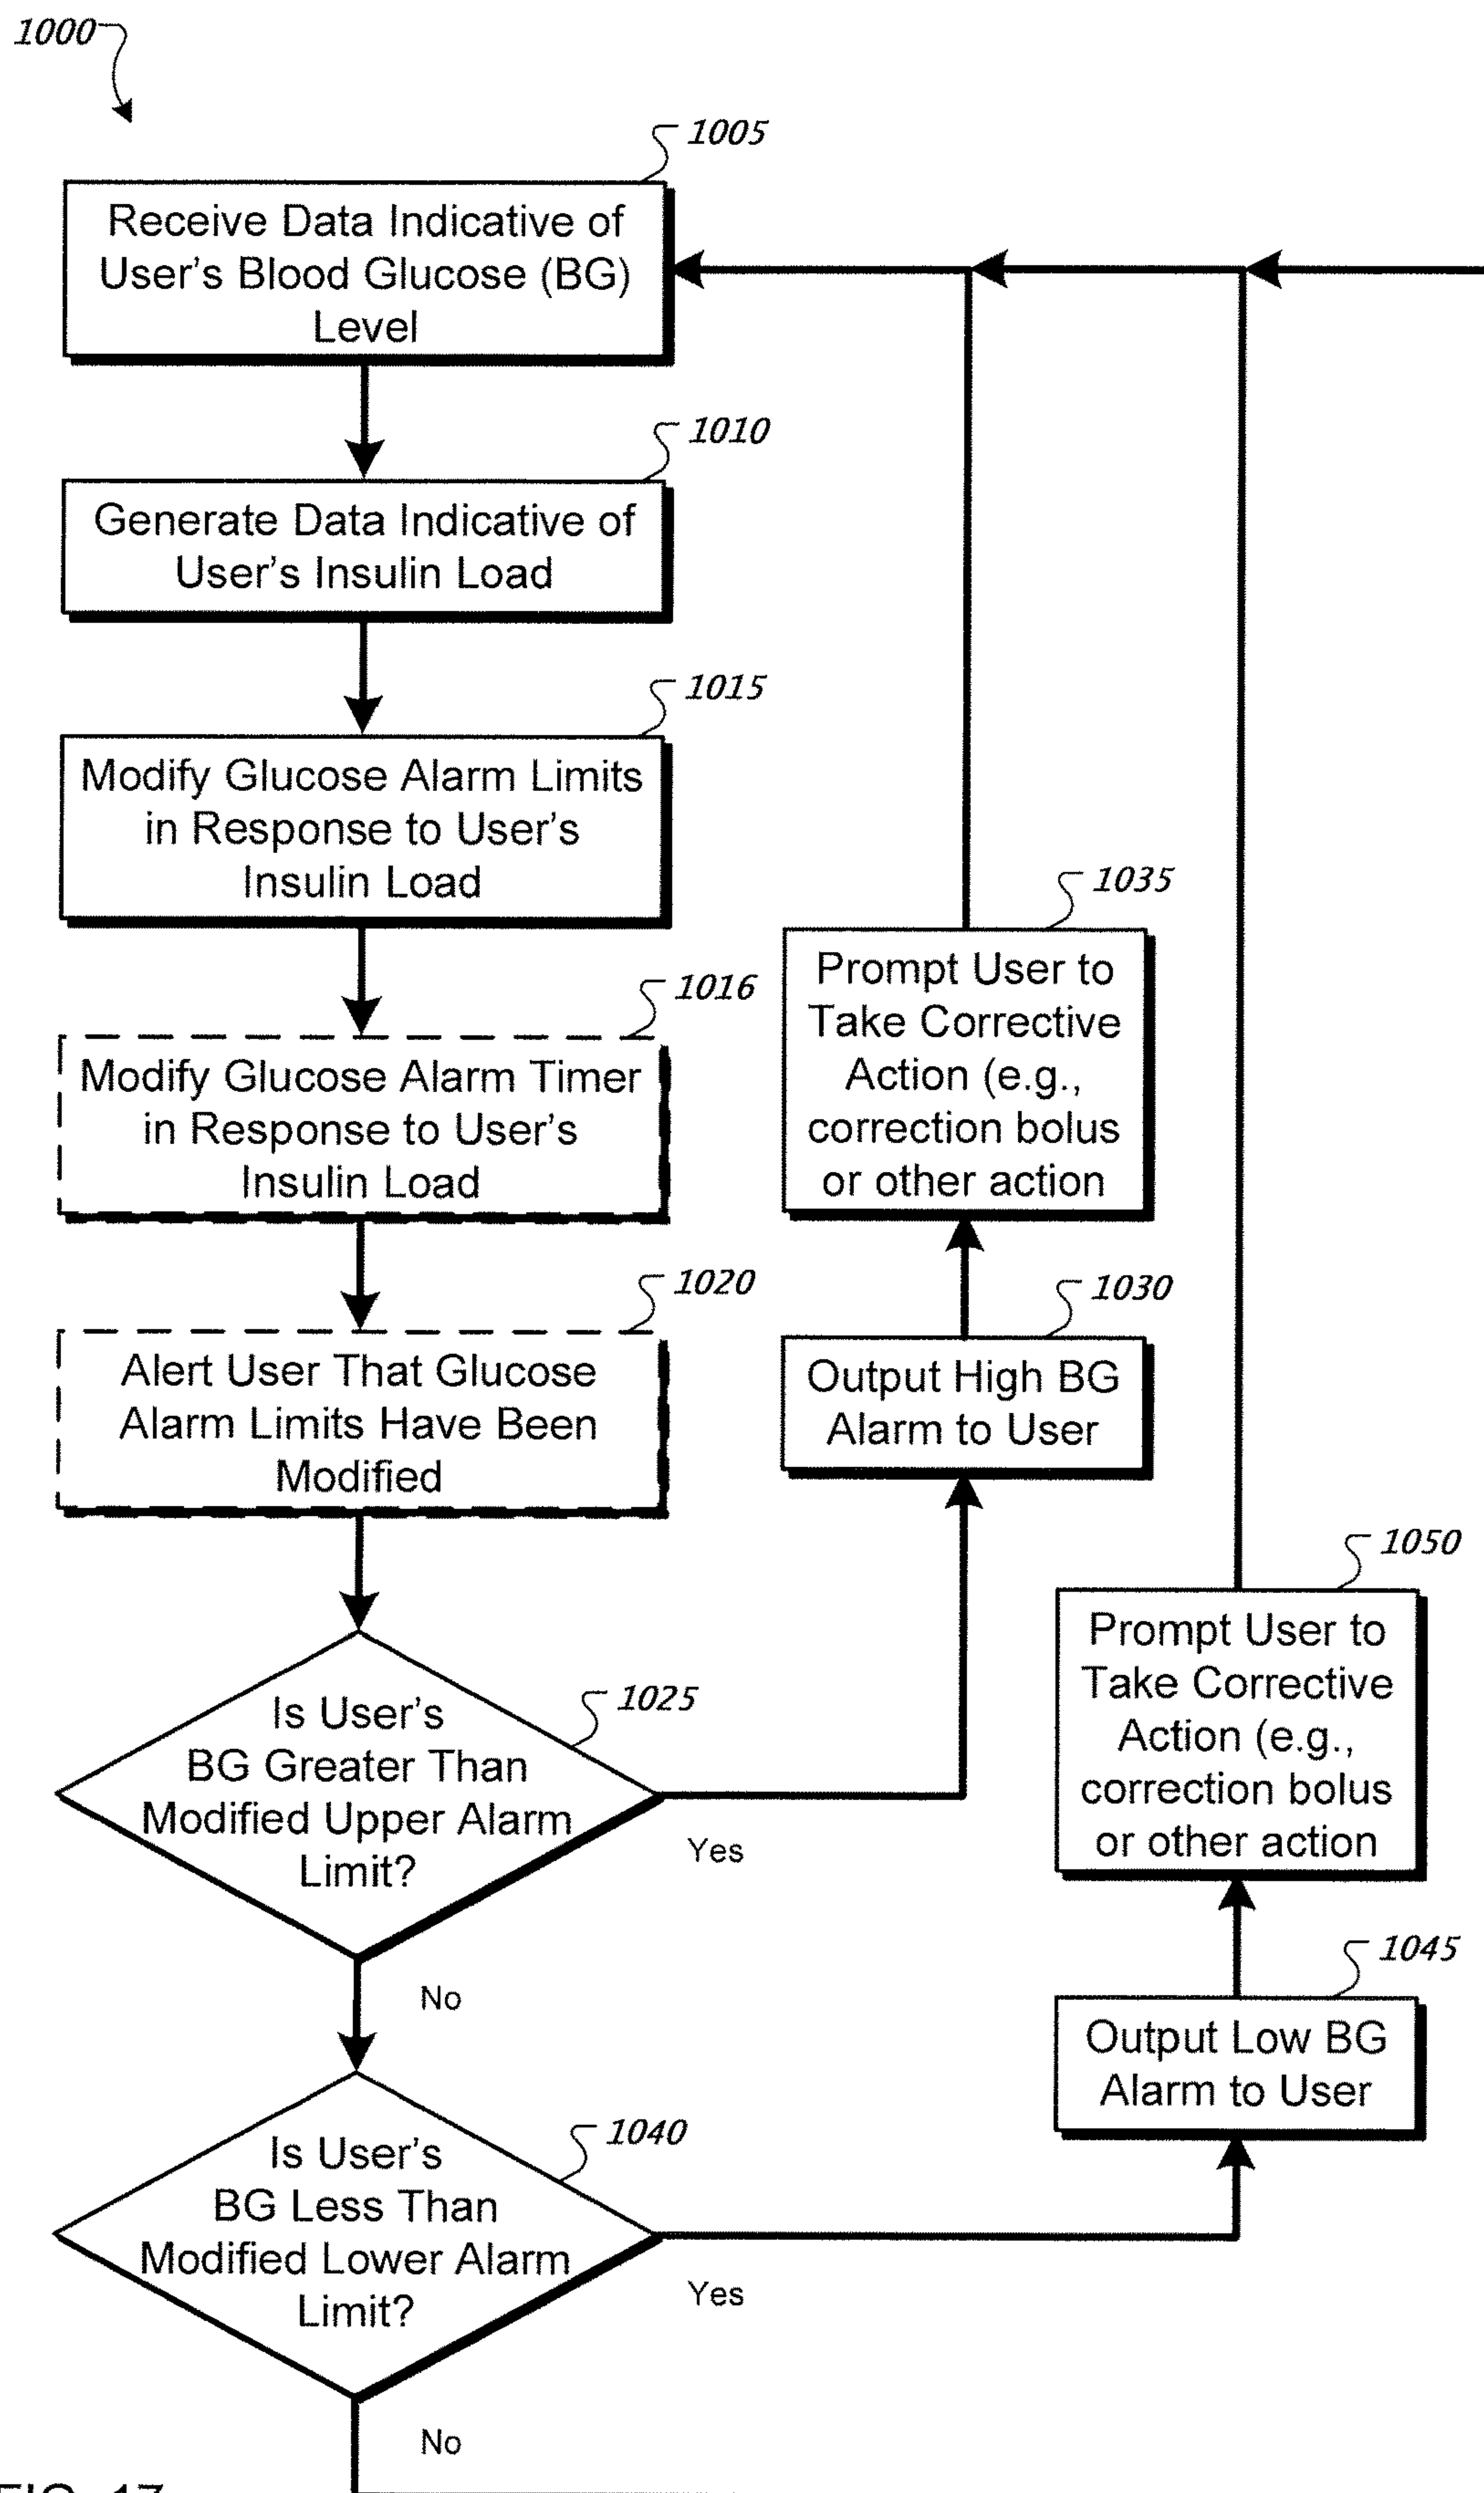 1000
1005
Receive Data Indicative of
User's Blood Glucose (BG)
Level
1010
Generate Data Indicative of
User's Insulin Load
1015
Modify Glucose Alarm Limits
in Response to User's
Insulin Load
1016
Modify Glucose Alarm Timer
in Response to User's
Insulin Load
1020
Alert User That Glucose
Alarm Limits Have Been
Modified
1025
Is User's
BG Greater Than
Modified Upper Alarm
Limit?
Yes
No
1030
Output High BG
Alarm to User
1035
Prompt User to
Take Corrective
Action (e.g.,
correction bolus
or other action
1040
Is User's
BG Less Than
Modified Lower Alarm
Limit?
Yes
No
1045
Output Low BG
Alarm to User
1050
Prompt User to
Take Corrective
Action (e.g.,
correction bolus
or other action